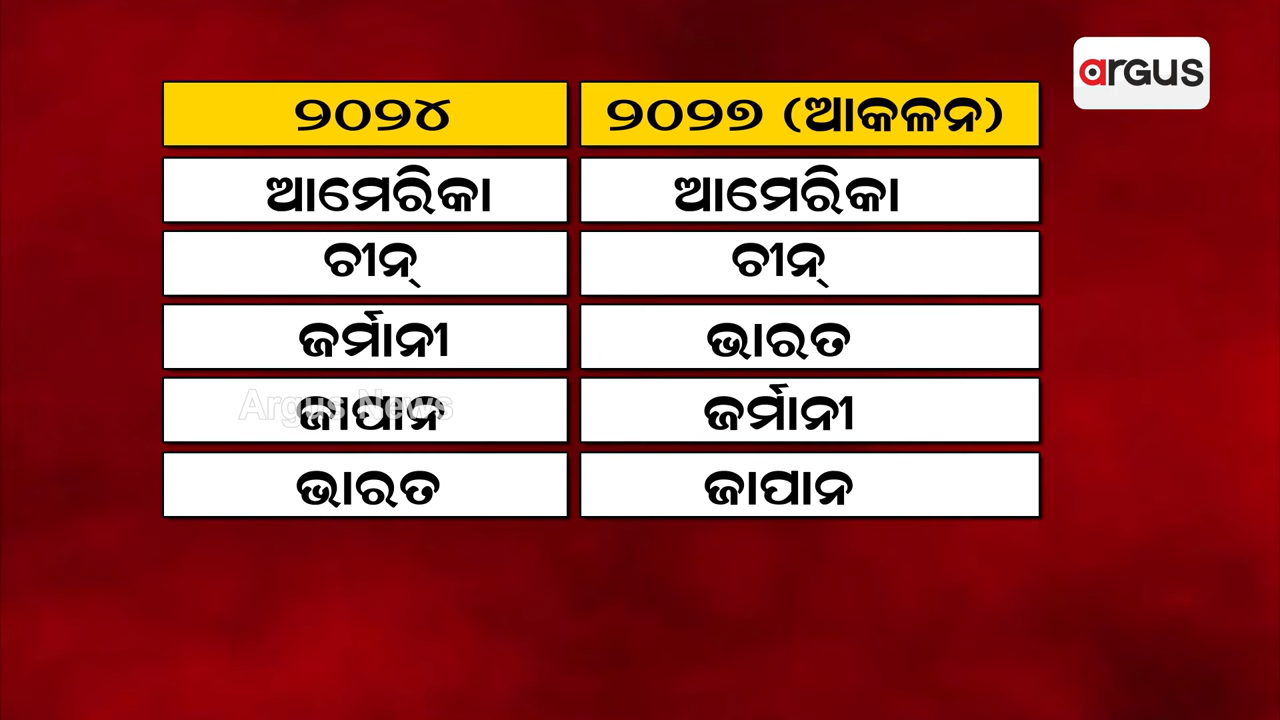 argus
୨୦୨୪ ୨୦୨୭ (ଆକଳନ)
ଆମେରିକା ଆମେରିକା
ଚୀନ୍ ଚୀନ୍
ଜର୍ମାନୀ ଭାରତ
ଜାପାନ ଜର୍ମାନୀ
Argus News
ଭାରତ ଜାପାନ